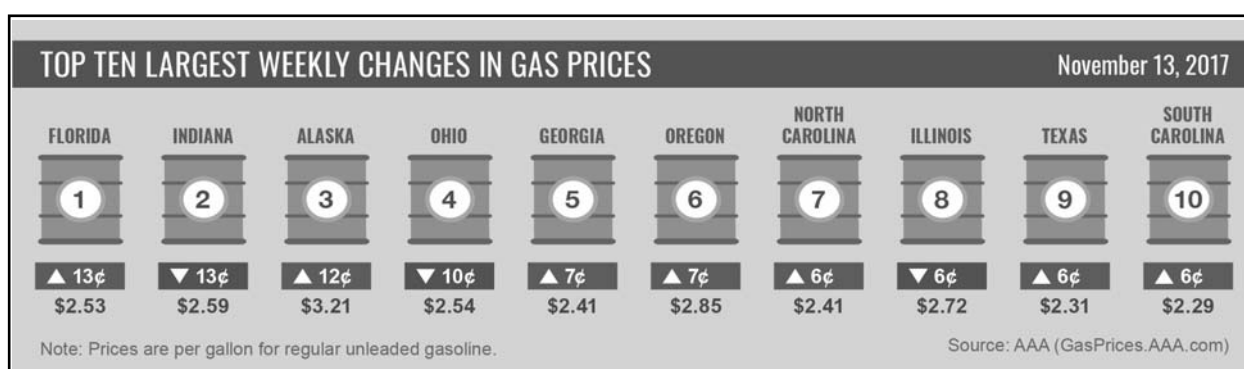 TOP TEN LARGEST WEEKLY CHANGES IN GAS PRICES November 13, 2017
FLORIDA INDIANA ALASKA OHIO GEORGIA OREGON NORTH CAROLINA ILLINOIS TEXAS SOUTH CAROLINA
1 2 3 4 5 6 7 8 9 10
▲ 13¢ ▼ 13¢ ▲ 12¢ ▼ 10¢ ▲ 7¢ ▲ 7¢ ▲ 6¢ ▼ 6¢ ▲ 6¢ ▲ 6¢
$2.53 $2.59 $3.21 $2.54 $2.41 $2.85 $2.41 $2.72 $2.31 $2.29
Note: Prices are per gallon for regular unleaded gasoline. Source: AAA (GasPrices.AAA.com)